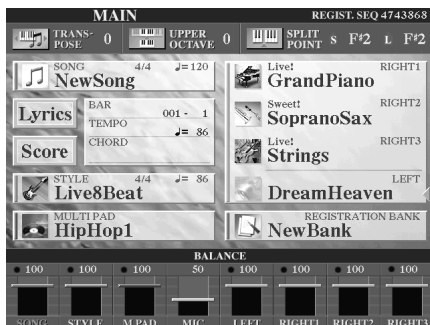 MAIN REGIST. SEQ 4743868
TRANS-POSE 0 UPPER OCTAVE 0 SPLIT POINT S F#2 L F#2
SONG 4/4 ♩=120
NewSong
Lyrics
Score
BAR 001 - 1
TEMPO ♩= 86
CHORD
STYLE 4/4 ♩= 86
Live8Beat
MULTI PAD
HipHop1
Live! RIGHT1
GrandPiano
Sweet! RIGHT2
SopranoSax
Live! RIGHT3
Strings
LEFT
DreamHeaven
REGISTRATION BANK
NewBank
BALANCE
100 100 100 50 100 100 100 100
SONG STYLE M.PAD MIC LEFT RIGHT1 RIGHT2 RIGHT3